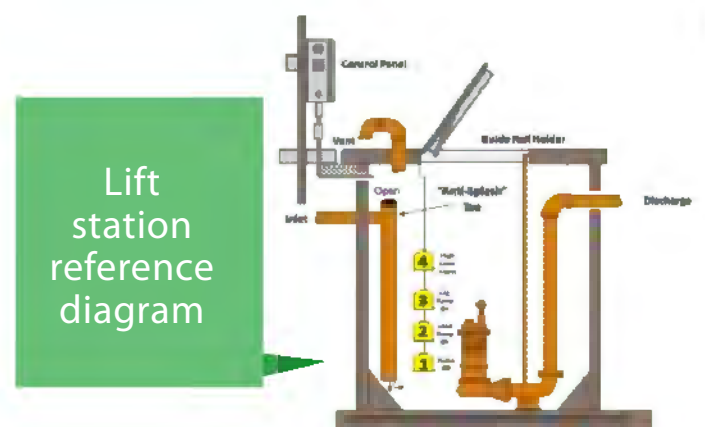 Lift
station
reference
diagram
Control Panel
Vent
Guide Rail Holder
Open
"Anti-Splash"
Tee
Inlet
Discharge
4
High
Level
Alarm
3
Lag
Pump
On
2
Lead
Pump
On
1
Pumps
Off